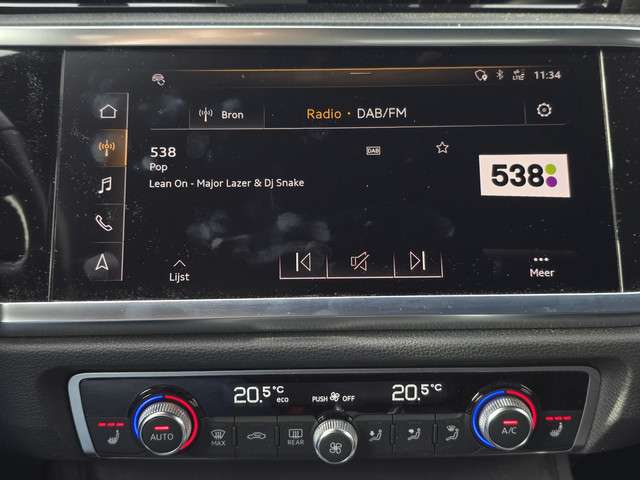 LTE 11:34
Bron Radio • DAB/FM
538 DAB
Pop
Lean On - Major Lazer & Dj Snake
538
Lijst
Meer
20.5°C eco PUSH OFF 20.5°C
AUTO MAX REAR A/C